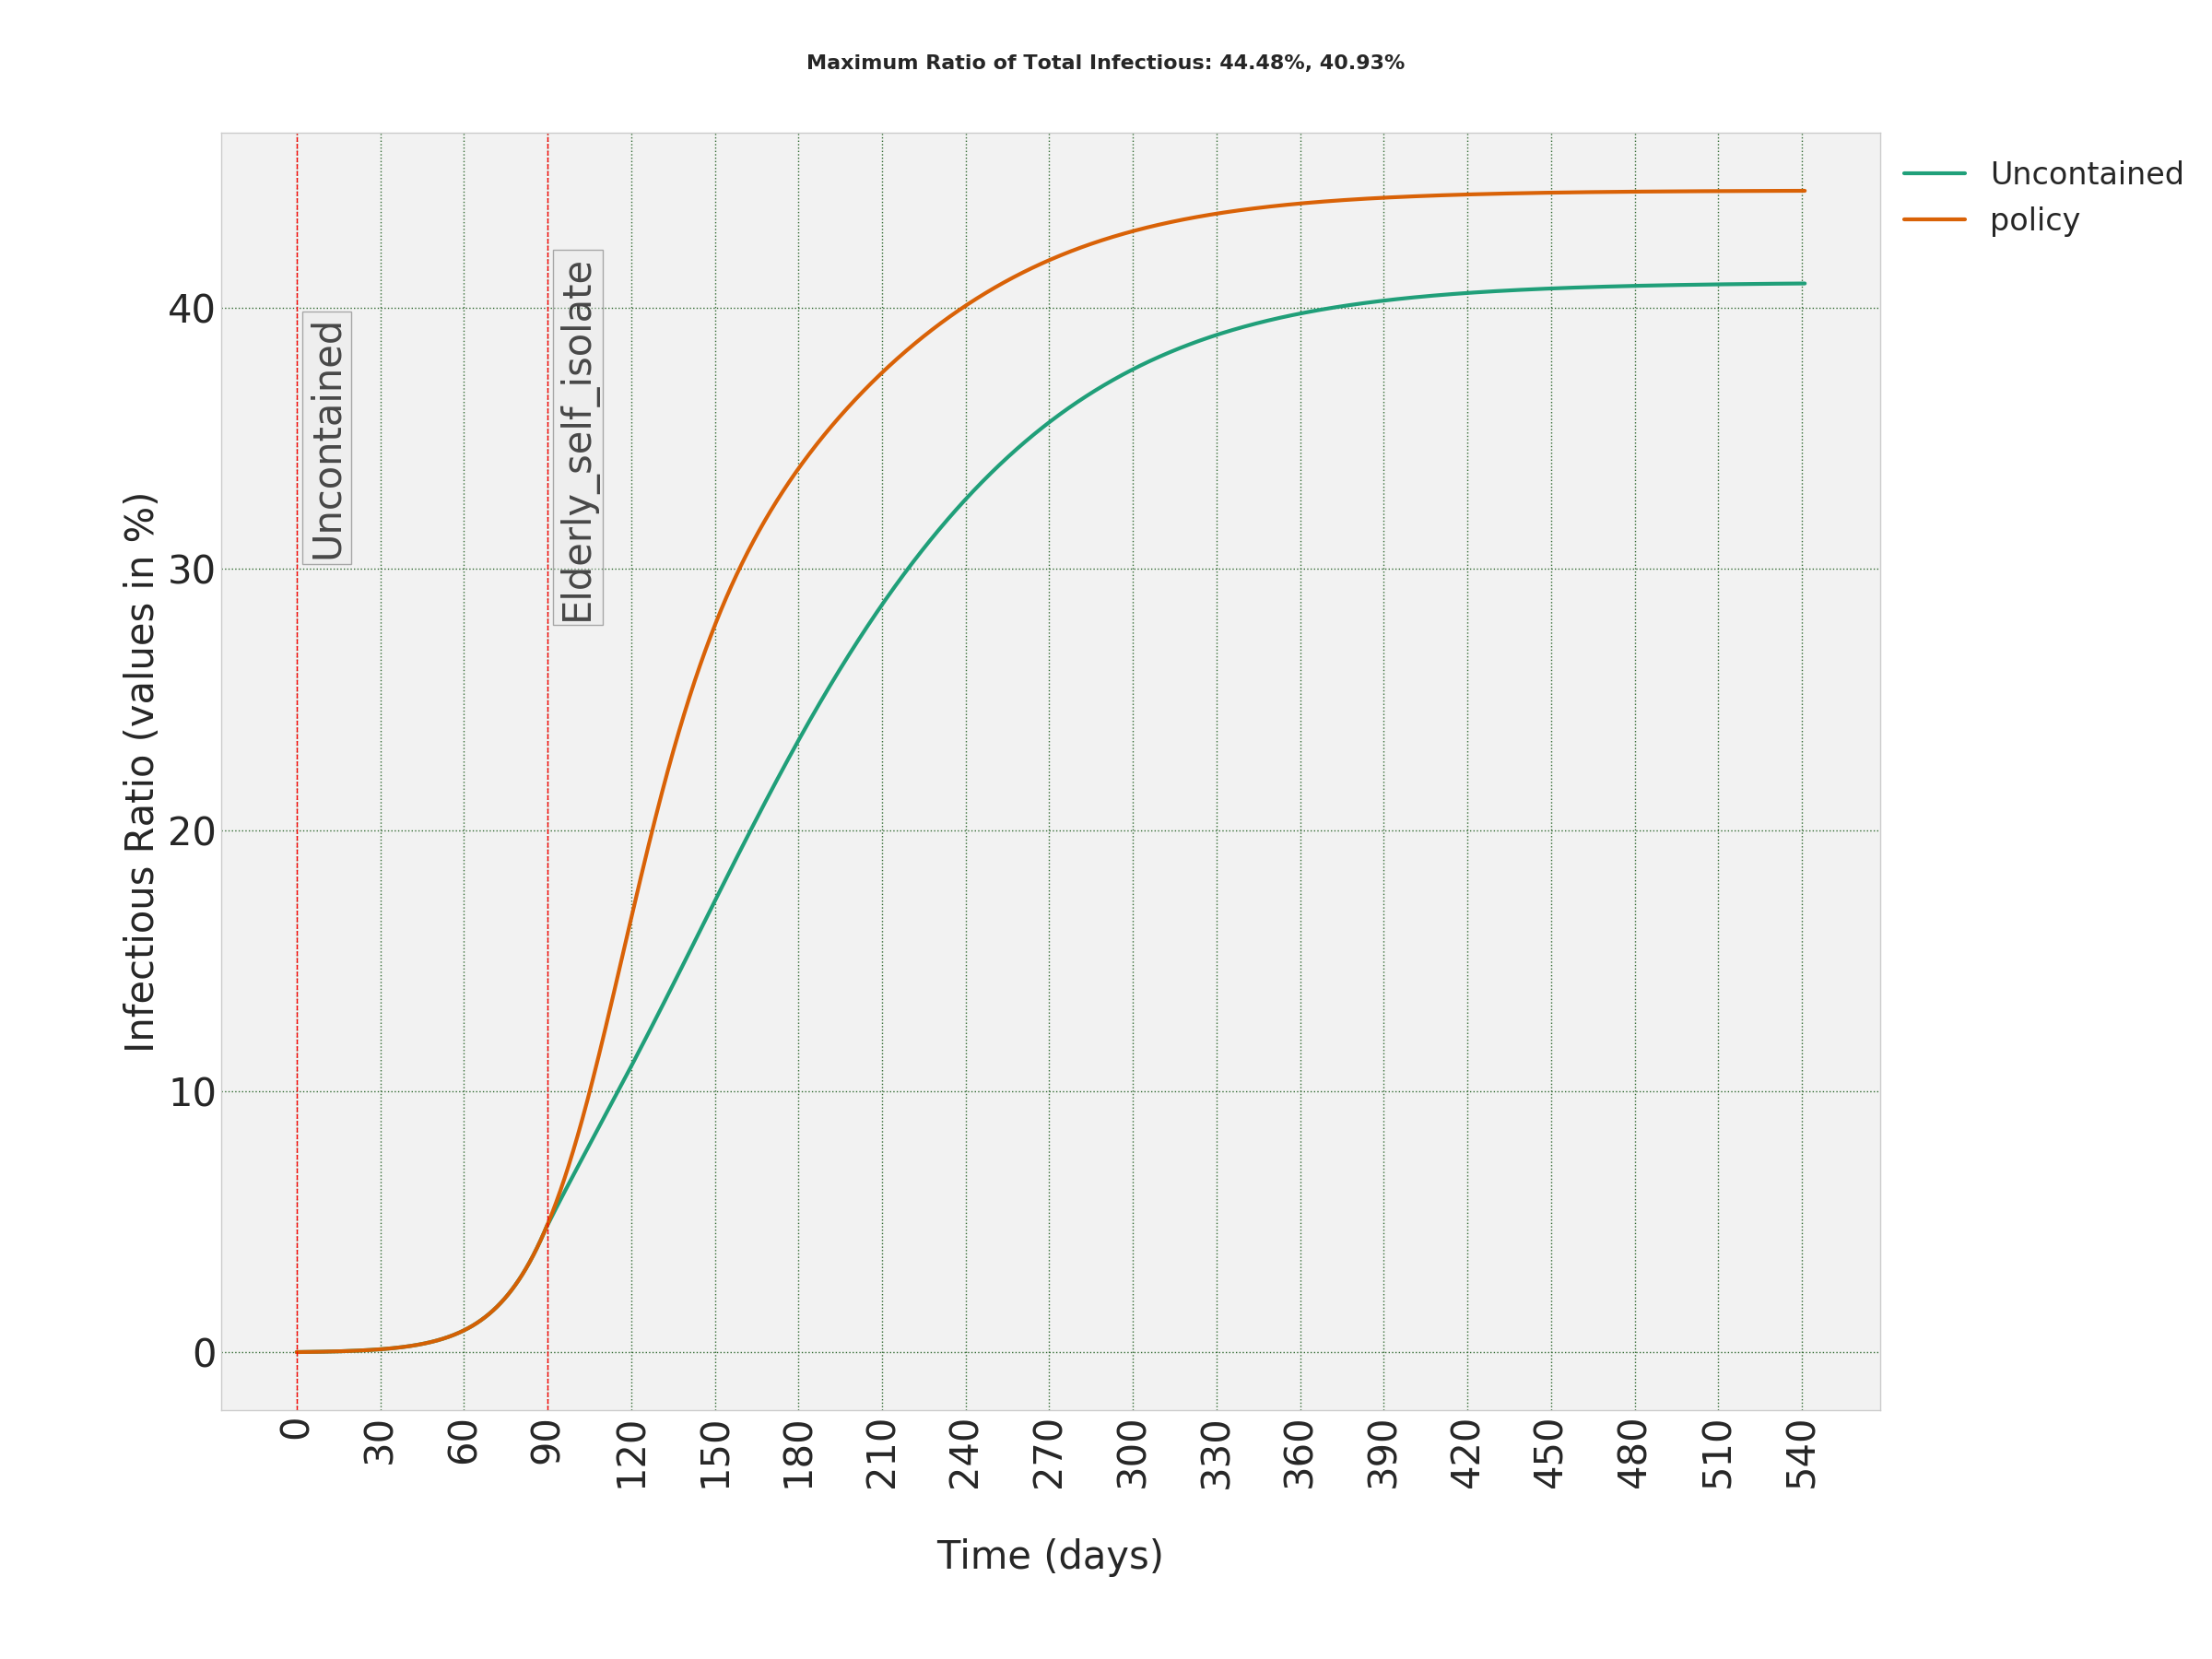 Maximum Ratio of Total Infectious: 44.48%, 40.93%
Uncontained
policy
Uncontained
Elderly_self_isolate
Infectious Ratio (values in %)
40
30
20
10
0
0 30 60 90 120 150 180 210 240 270 300 330 360 390 420 450 480 510 540
Time (days)